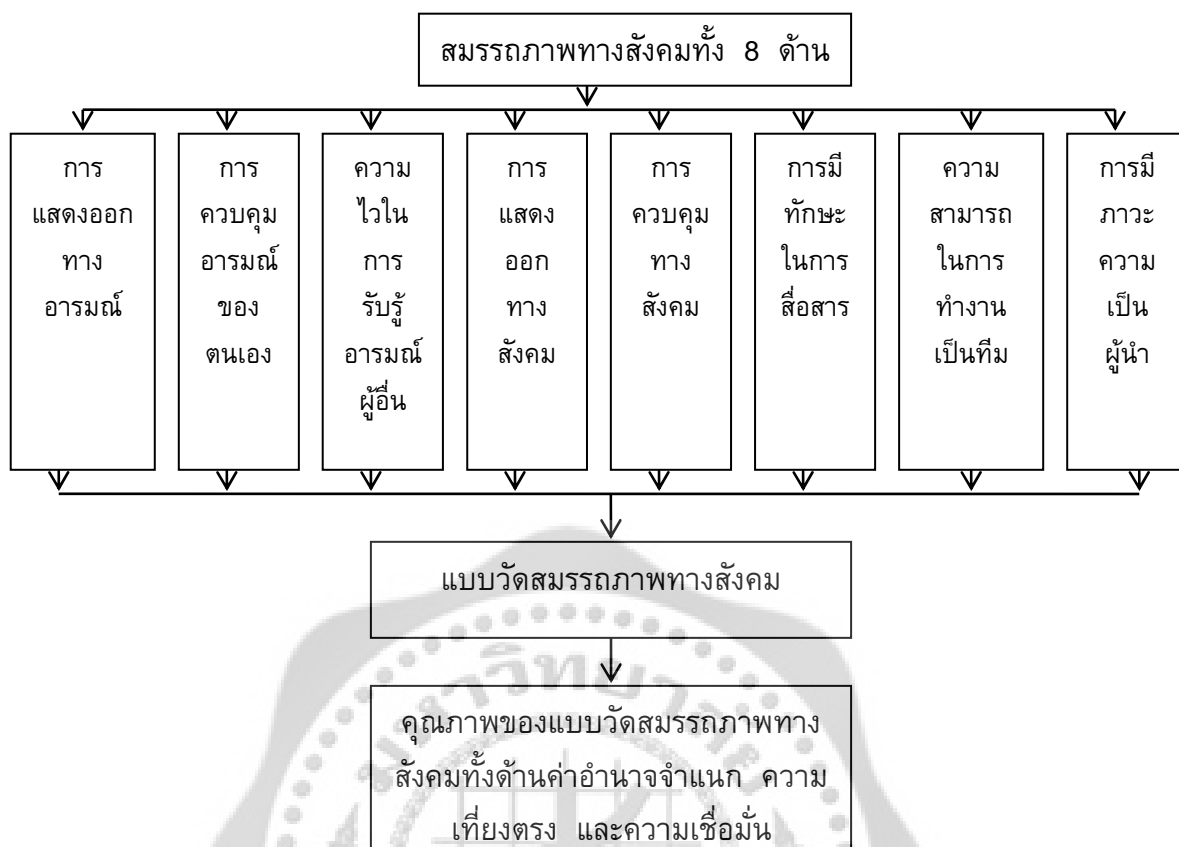 สมรรถภาพทางสังคมทั้ง 8 ด้าน
การ
แสดงออก
ทาง
อารมณ์
การ
ควบคุม
อารมณ์
ของ
ตนเอง
ความ
ไวใน
การ
รับรู้
อารมณ์
ผู้อื่น
การ
แสดง
ออก
ทาง
สังคม
การ
ควบคุม
ทาง
สังคม
การมี
ทักษะ
ในการ
สื่อสาร
ความ
สามารถ
ในการ
ทำงาน
เป็นทีม
การมี
ภาวะ
ความ
เป็น
ผู้นำ
แบบวัดสมรรถภาพทางสังคม
มหาวิทยาลัย
คุณภาพของแบบวัดสมรรถภาพทาง
สังคมทั้งด้านค่าอำนาจจำแนก ความ
เที่ยงตรง และความเชื่อมั่น